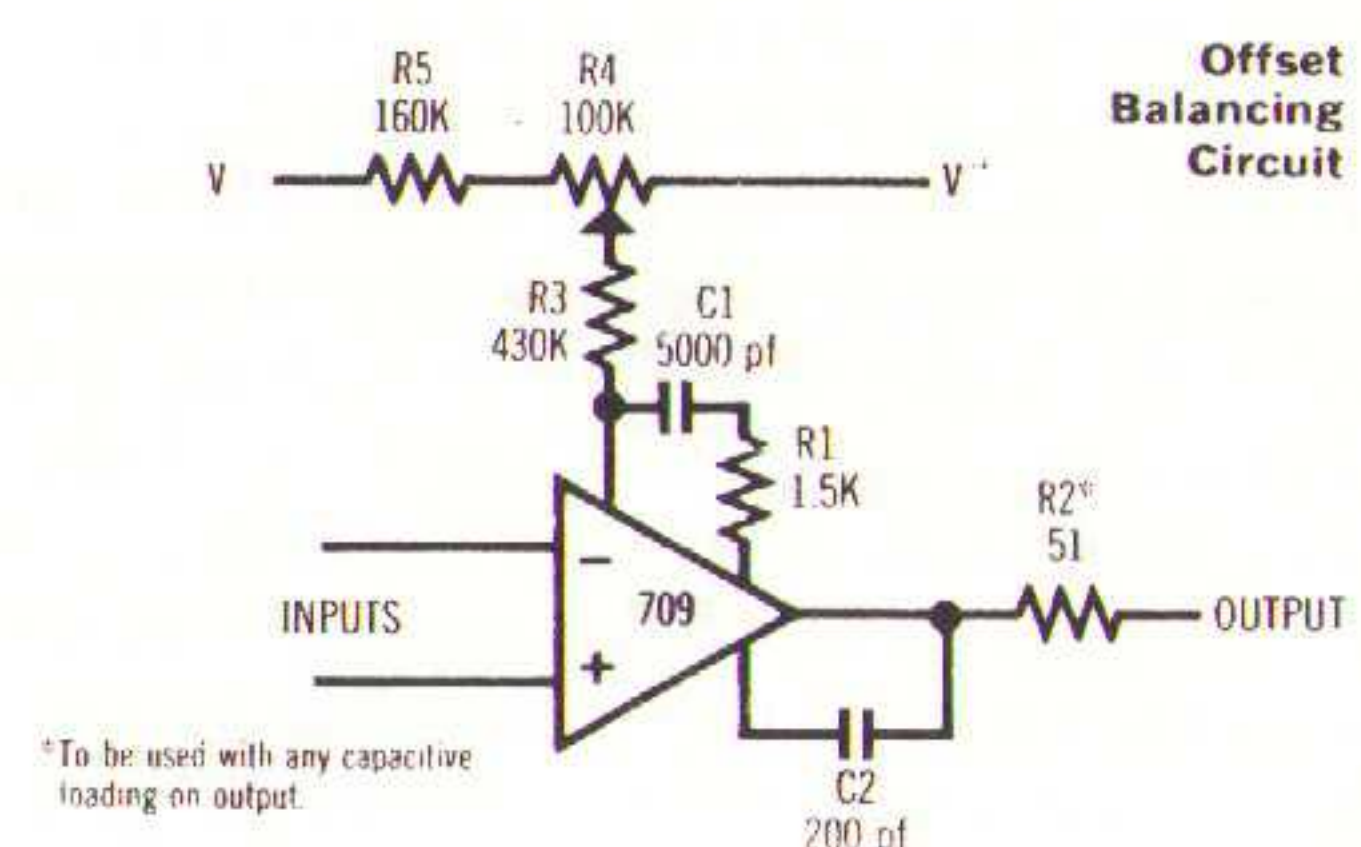 Offset
Balancing
Circuit
R5
160K
R4
100K
V
V+
R3
430K
C1
5000 pf
R1
1.5K
R2*
51
INPUTS
−
+
709
OUTPUT
C2
200 pf
*To be used with any capacitive
loading on output.